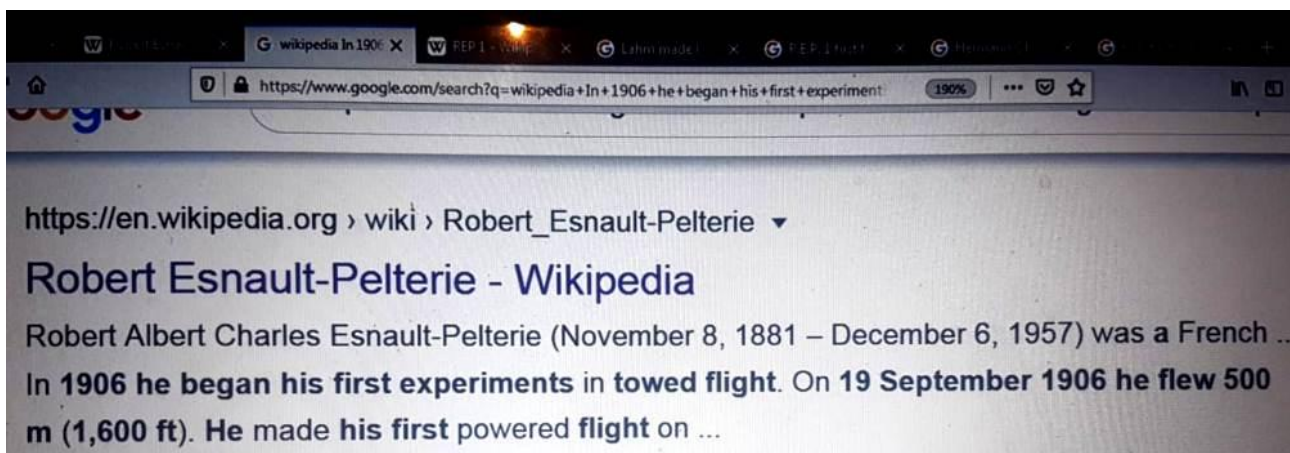 wikipedia In 1906 REP 1 - Wikip Lahm made
https://www.google.com/search?q=wikipedia+In+1906+he+began+his+first+experiment 190%
https://en.wikipedia.org › wiki › Robert_Esnault-Pelterie
Robert Esnault-Pelterie - Wikipedia
Robert Albert Charles Esnault-Pelterie (November 8, 1881 – December 6, 1957) was a French ...
In 1906 he began his first experiments in towed flight. On 19 September 1906 he flew 500
m (1,600 ft). He made his first powered flight on ...